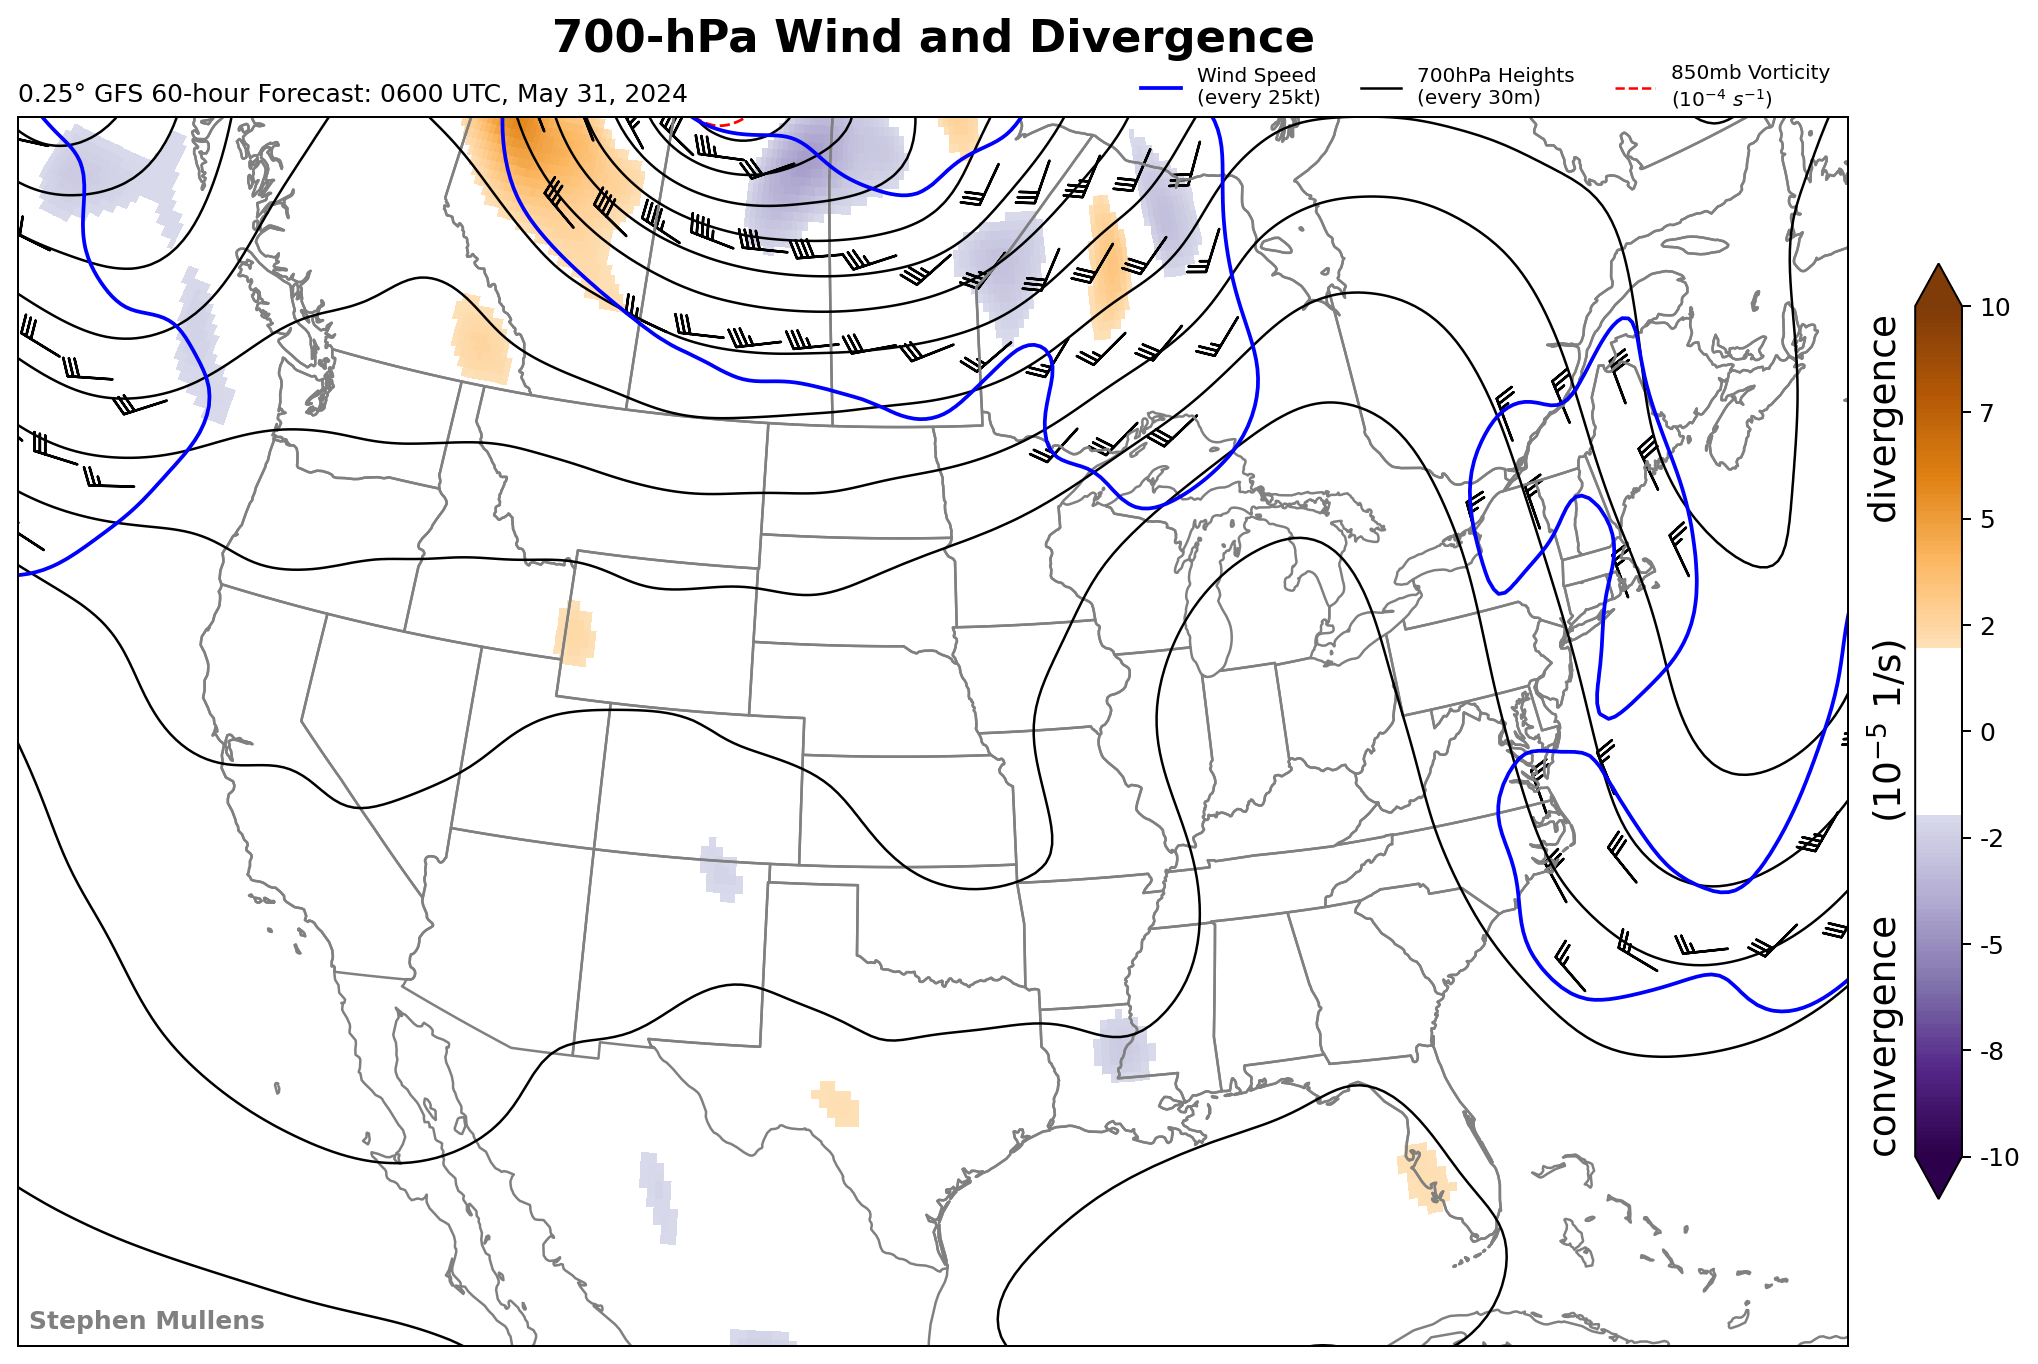 700-hPa Wind and Divergence
0.25° GFS 60-hour Forecast: 0600 UTC, May 31, 2024
Wind Speed
(every 25kt)
700hPa Heights
(every 30m)
850mb Vorticity
(10⁻⁴ s⁻¹)
10
7
5
2
0
-2
-5
-8
-10
convergence (10⁻⁵ 1/s) divergence
Stephen Mullens